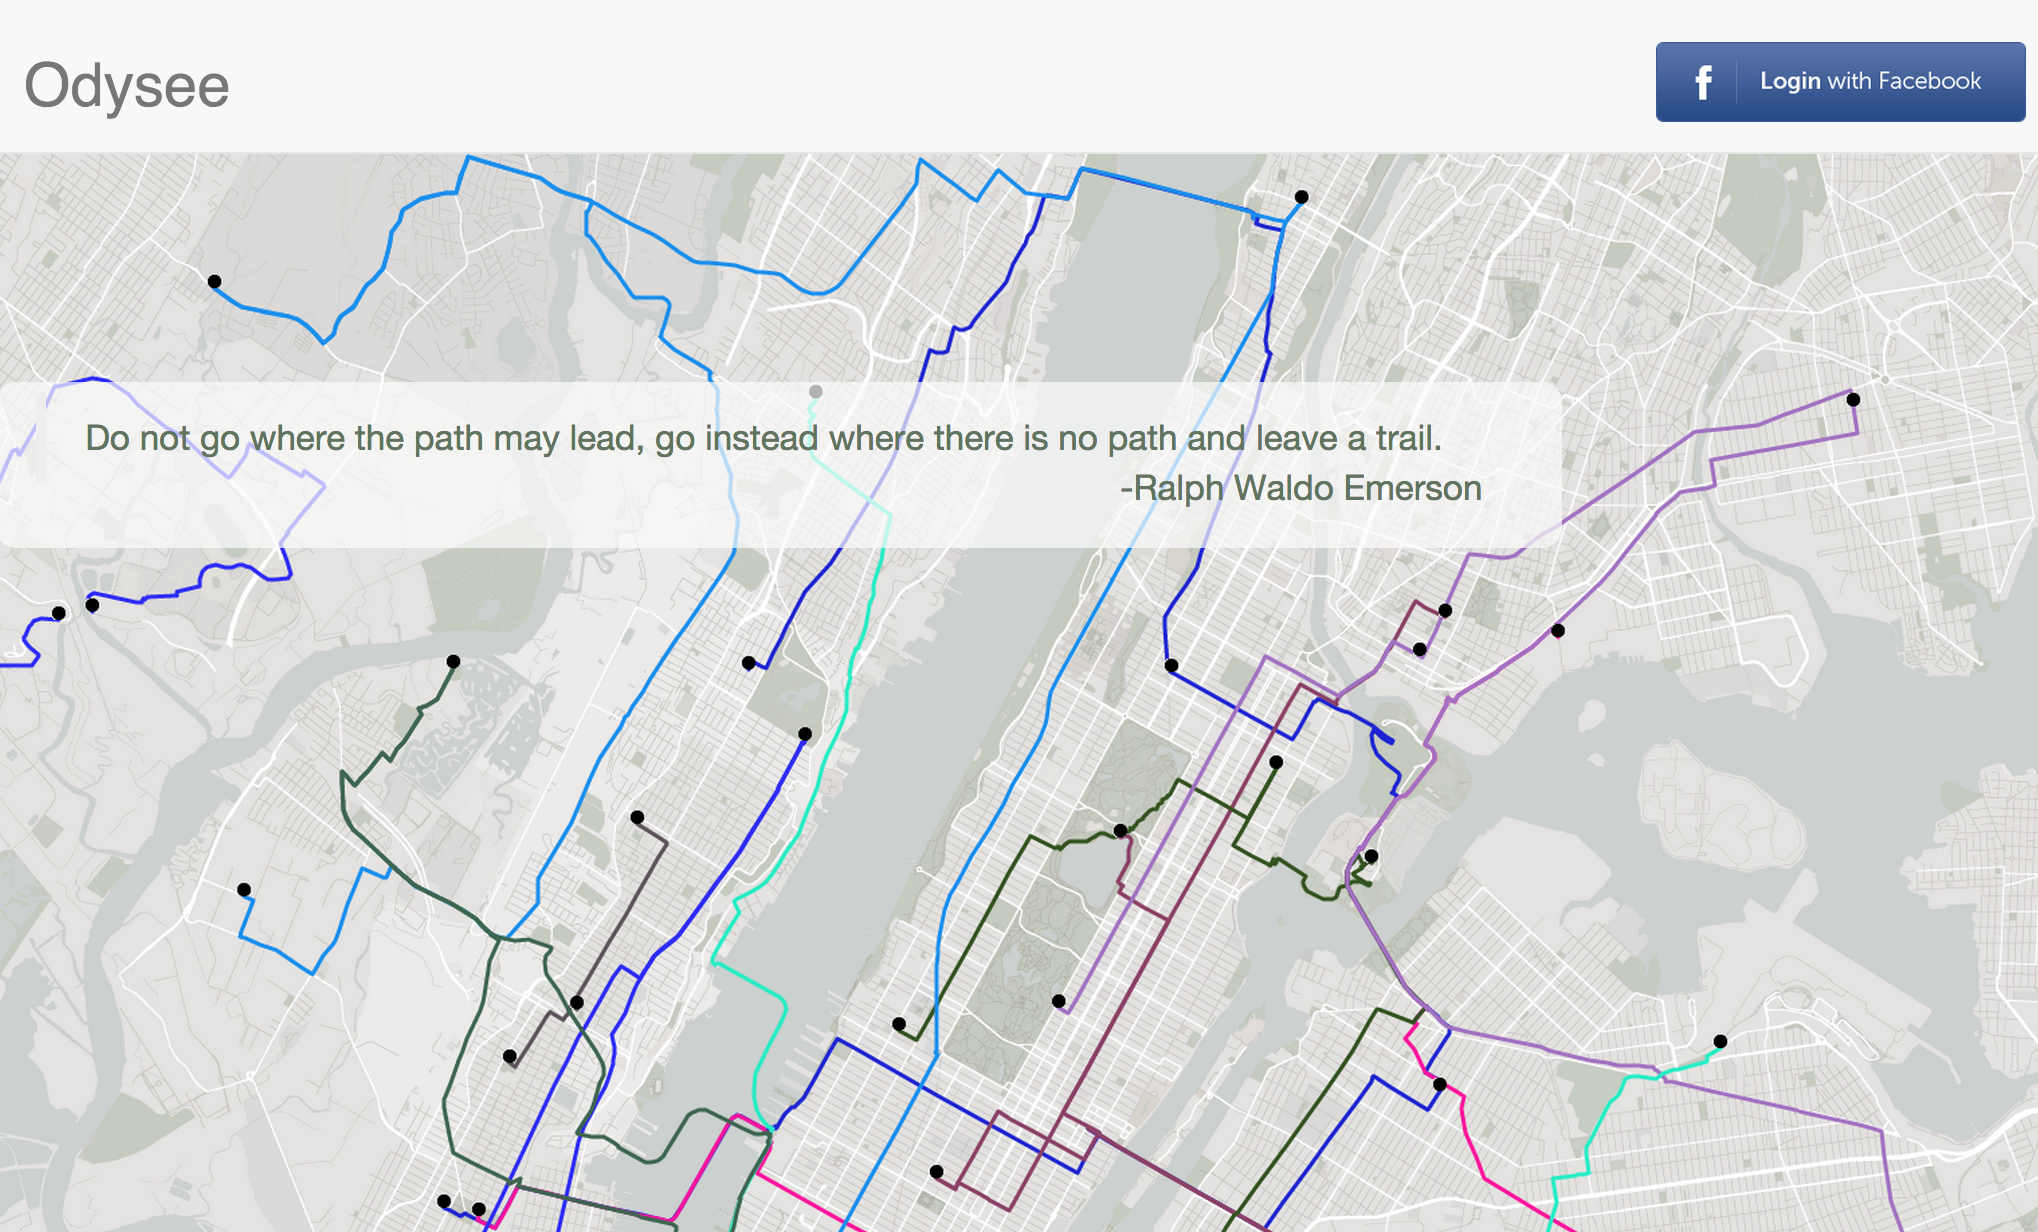 Odysee
f Login with Facebook
Do not go where the path may lead, go instead where there is no path and leave a trail.
-Ralph Waldo Emerson